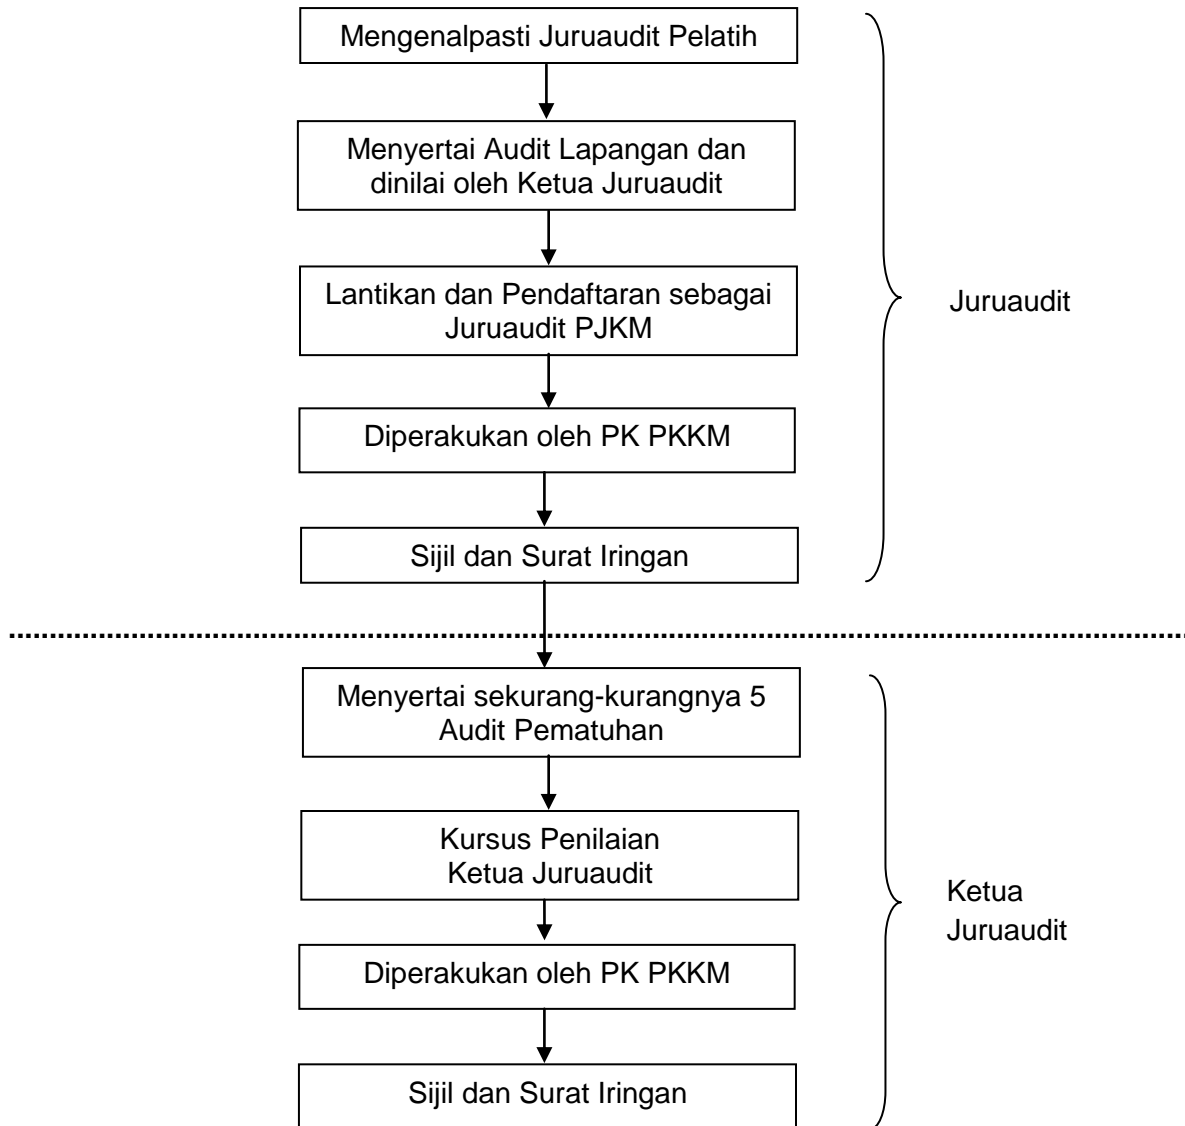 Mengenalpasti Juruaudit Pelatih
Menyertai Audit Lapangan dan
dinilai oleh Ketua Juruaudit
Lantikan dan Pendaftaran sebagai
Juruaudit PJKM
Diperakukan oleh PK PKKM
Sijil dan Surat Iringan
Juruaudit
Menyertai sekurang-kurangnya 5
Audit Pematuhan
Kursus Penilaian
Ketua Juruaudit
Diperakukan oleh PK PKKM
Sijil dan Surat Iringan
Ketua
Juruaudit